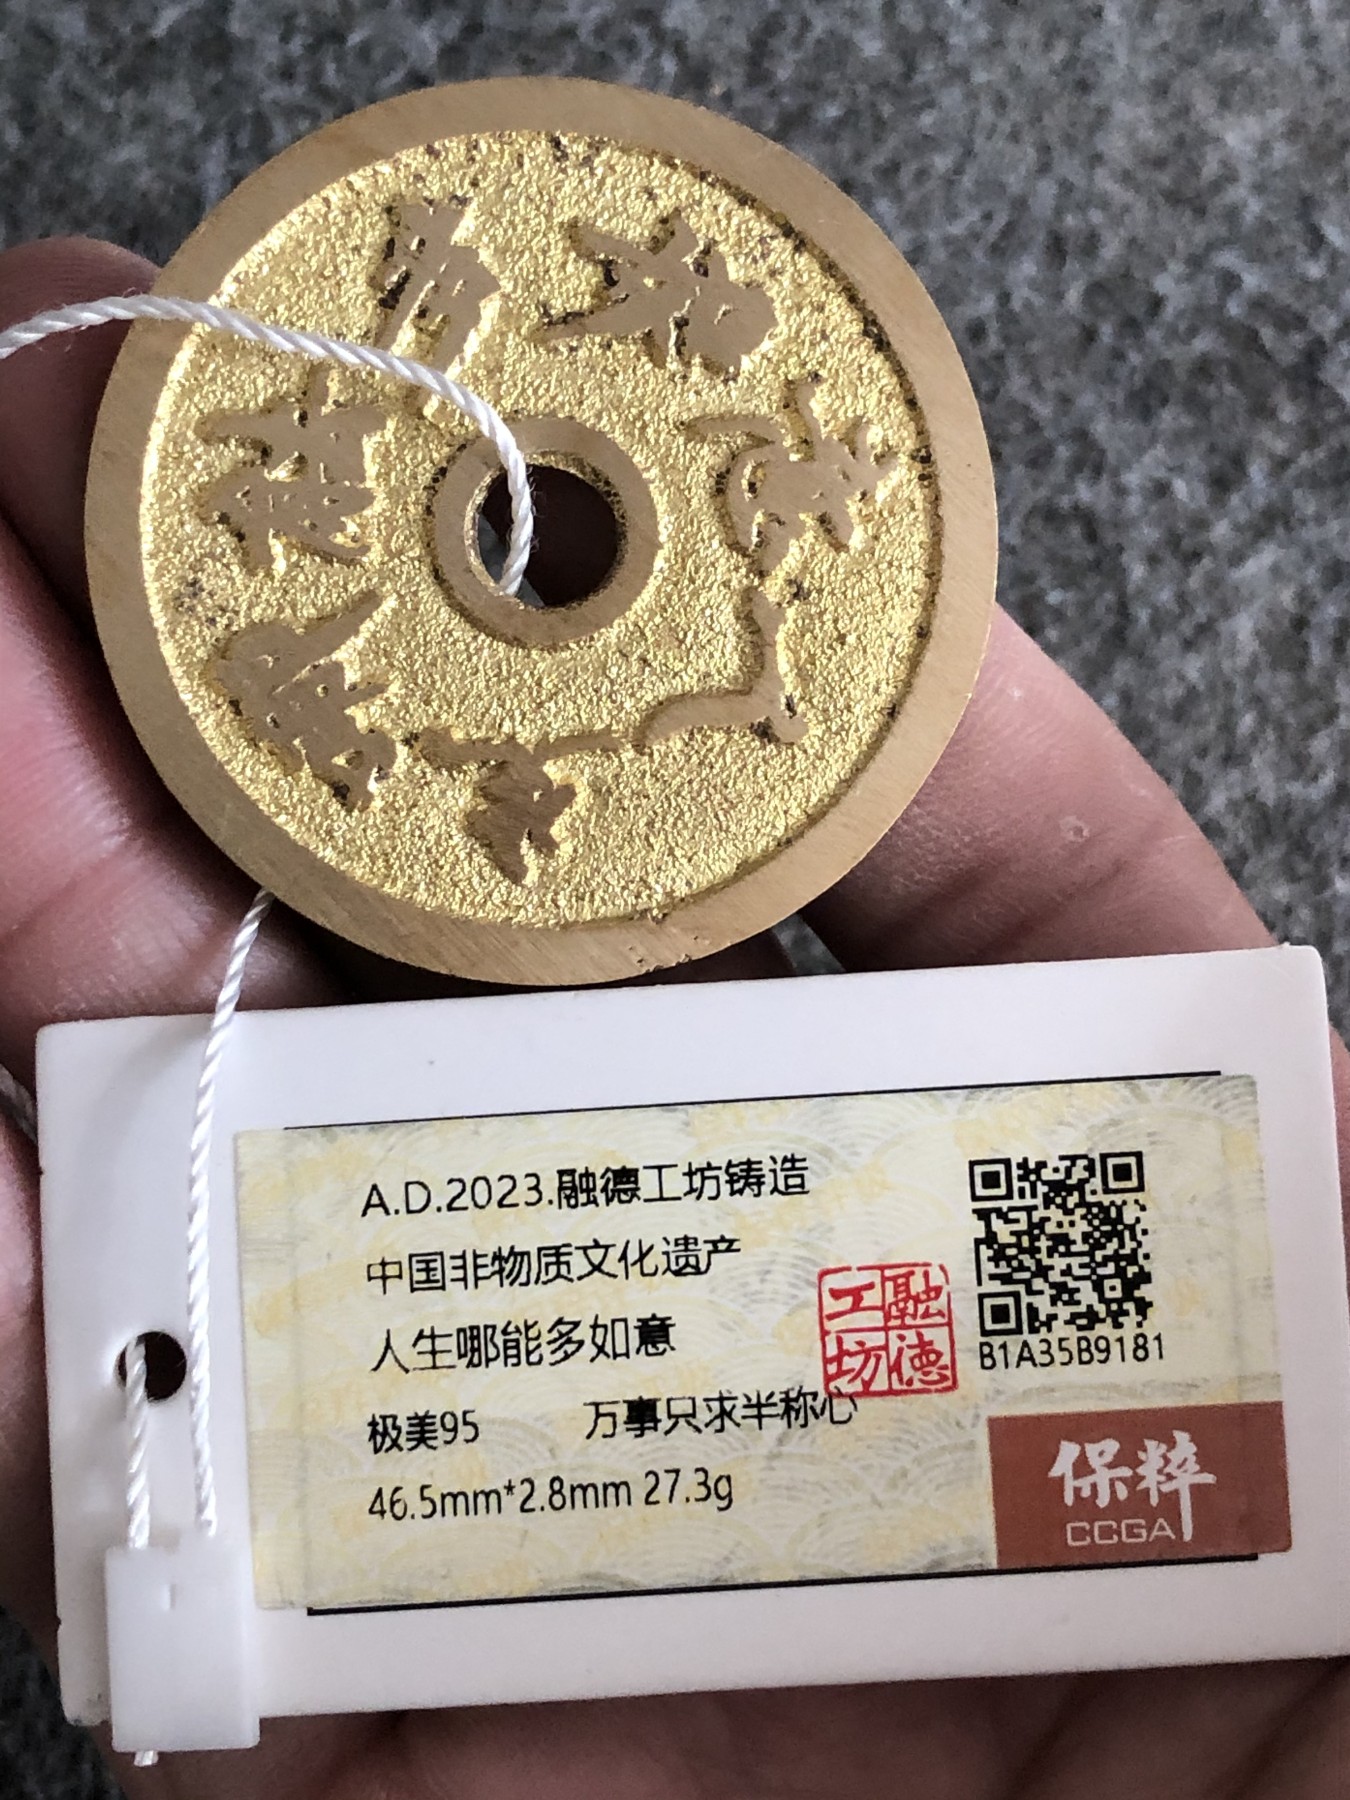 A.D.2023.融德工坊铸造
中国非物质文化遗产
人生哪能多如意
极美95 万事只求半称心
46.5mm*2.8mm 27.3g
融德工坊
B1A35B9181
保粹
CCGA